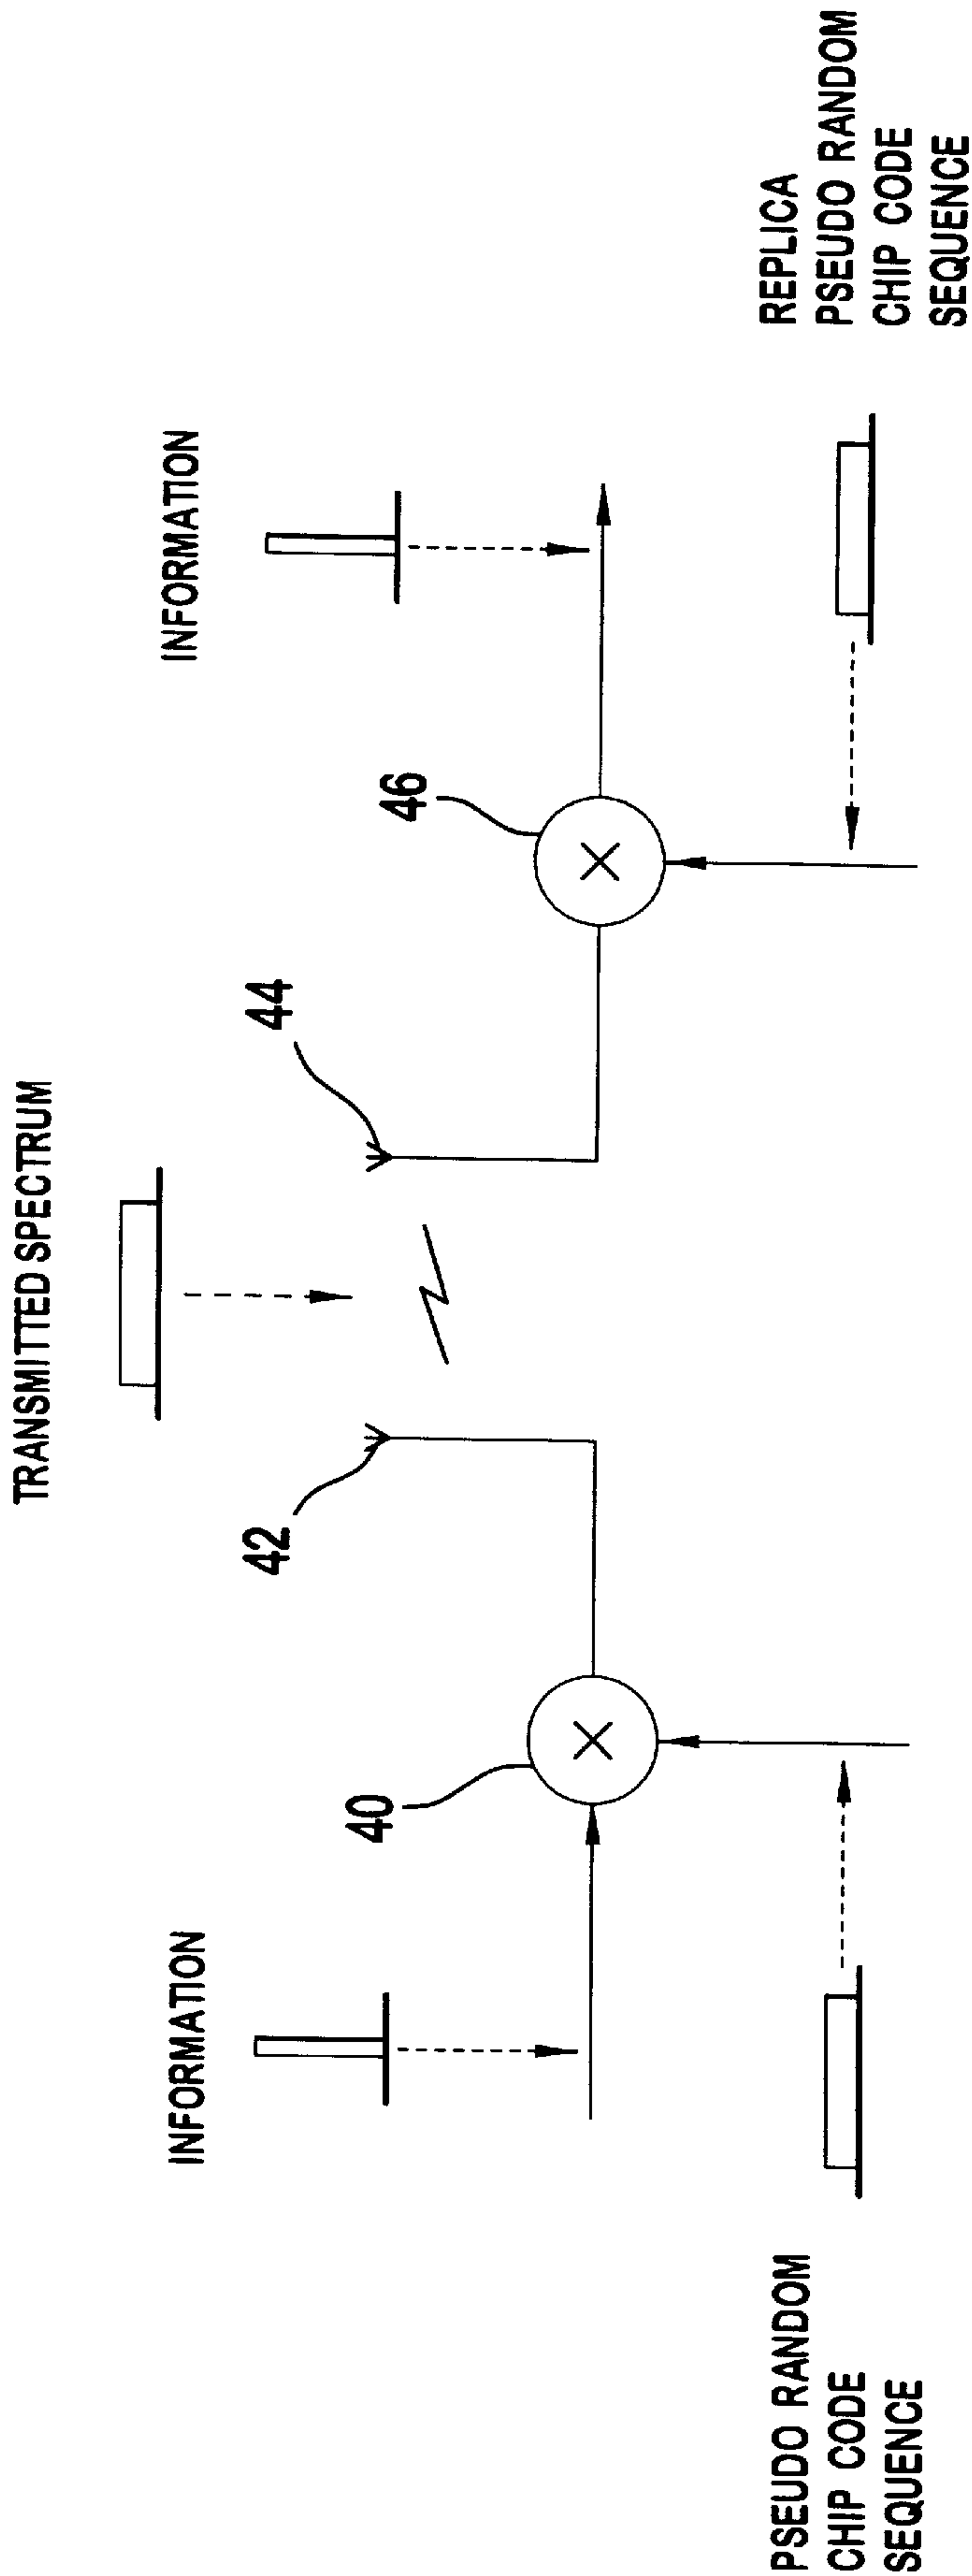 TRANSMITTED SPECTRUM
INFORMATION
INFORMATION
42
44
40
46
PSEUDO RANDOM
CHIP CODE
SEQUENCE
REPLICA
PSEUDO RANDOM
CHIP CODE
SEQUENCE